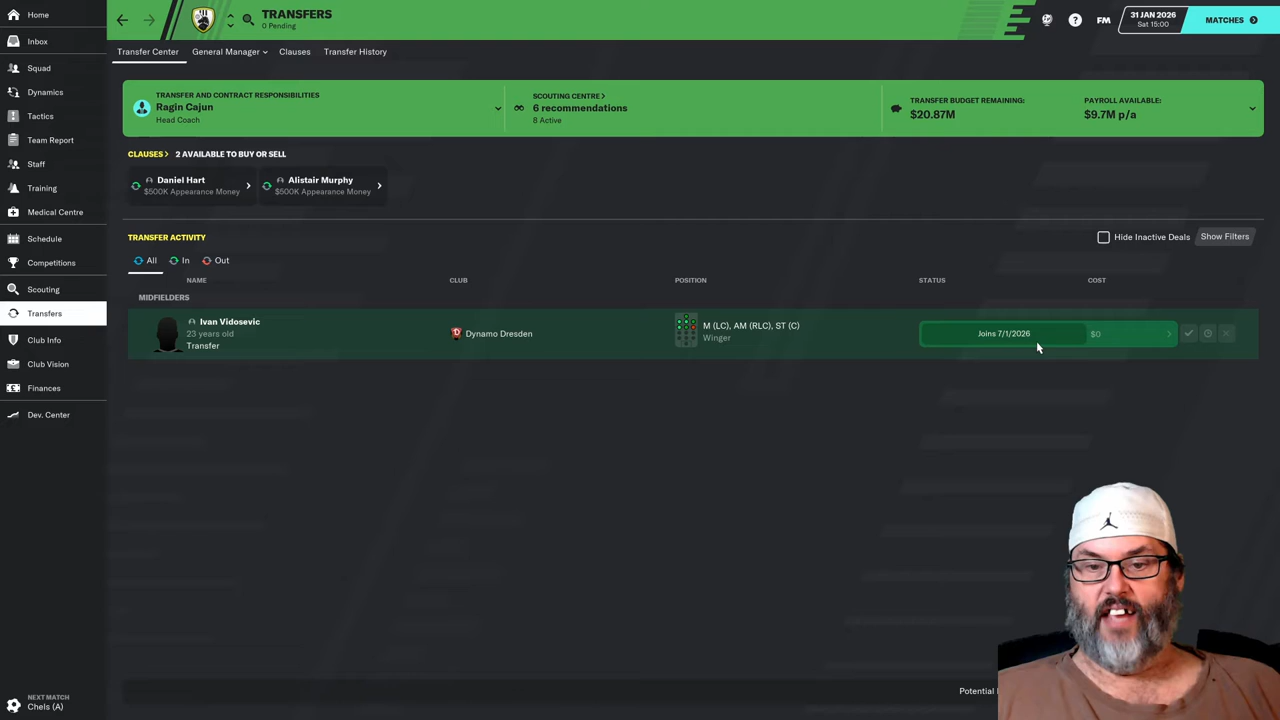 Home
Inbox
Squad
Dynamics
Tactics
Team Report
Staff
Training
Medical Centre
Schedule
Competitions
Scouting
Transfers
Club Info
Club Vision
Finances
Dev. Center
NEXT MATCH
Chels (A)
TRANSFERS
0 Pending
FM
31 JAN 2026
Sat 15:00
MATCHES
Transfer Center
General Manager
Clauses
Transfer History
TRANSFER AND CONTRACT RESPONSIBILITIES
Ragin Cajun
Head Coach
SCOUTING CENTRE >
6 recommendations
8 Active
TRANSFER BUDGET REMAINING:
$20.87M
PAYROLL AVAILABLE:
$9.7M p/a
CLAUSES > 2 AVAILABLE TO BUY OR SELL
Daniel Hart
$500K Appearance Money
Alistair Murphy
$500K Appearance Money
TRANSFER ACTIVITY
Hide Inactive Deals
Show Filters
All
In
Out
NAME
CLUB
POSITION
STATUS
COST
MIDFIELDERS
Ivan Vidosevic
23 years old
Transfer
Dynamo Dresden
M (LC), AM (RLC), ST (C)
Winger
Joins 7/1/2026
$0
Potential